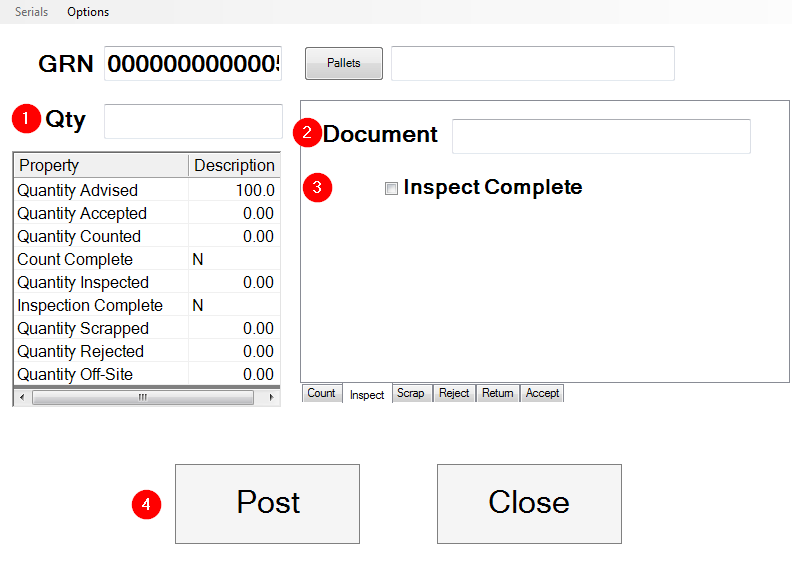 Serials Options
GRN 0000000000005 Pallets
1 Qty
2 Document
3 Inspect Complete
Property Description
Quantity Advised 100.0
Quantity Accepted 0.00
Quantity Counted 0.00
Count Complete N
Quantity Inspected 0.00
Inspection Complete N
Quantity Scrapped 0.00
Quantity Rejected 0.00
Quantity Off-Site 0.00
Count Inspect Scrap Reject Return Accept
4 Post Close